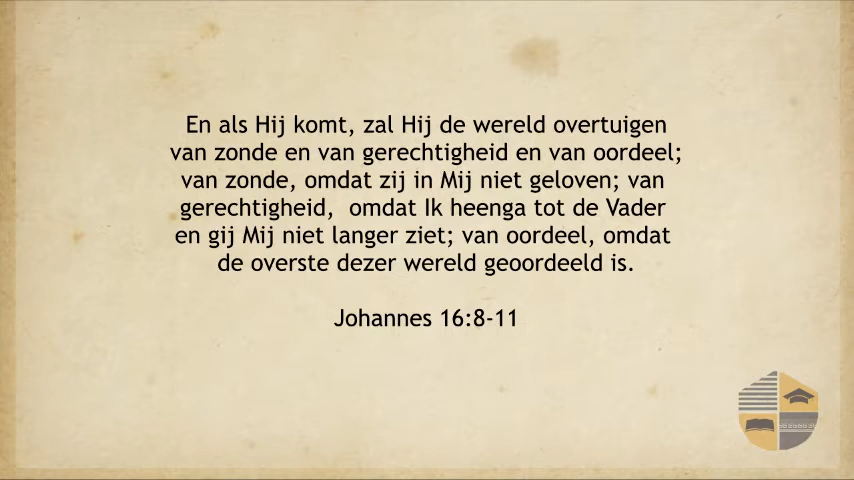 En als Hij komt, zal Hij de wereld overtuigen
van zonde en van gerechtigheid en van oordeel;
van zonde, omdat zij in Mij niet geloven; van
gerechtigheid,  omdat Ik heenga tot de Vader
en gij Mij niet langer ziet; van oordeel, omdat
de overste dezer wereld geoordeeld is.
Johannes 16:8-11